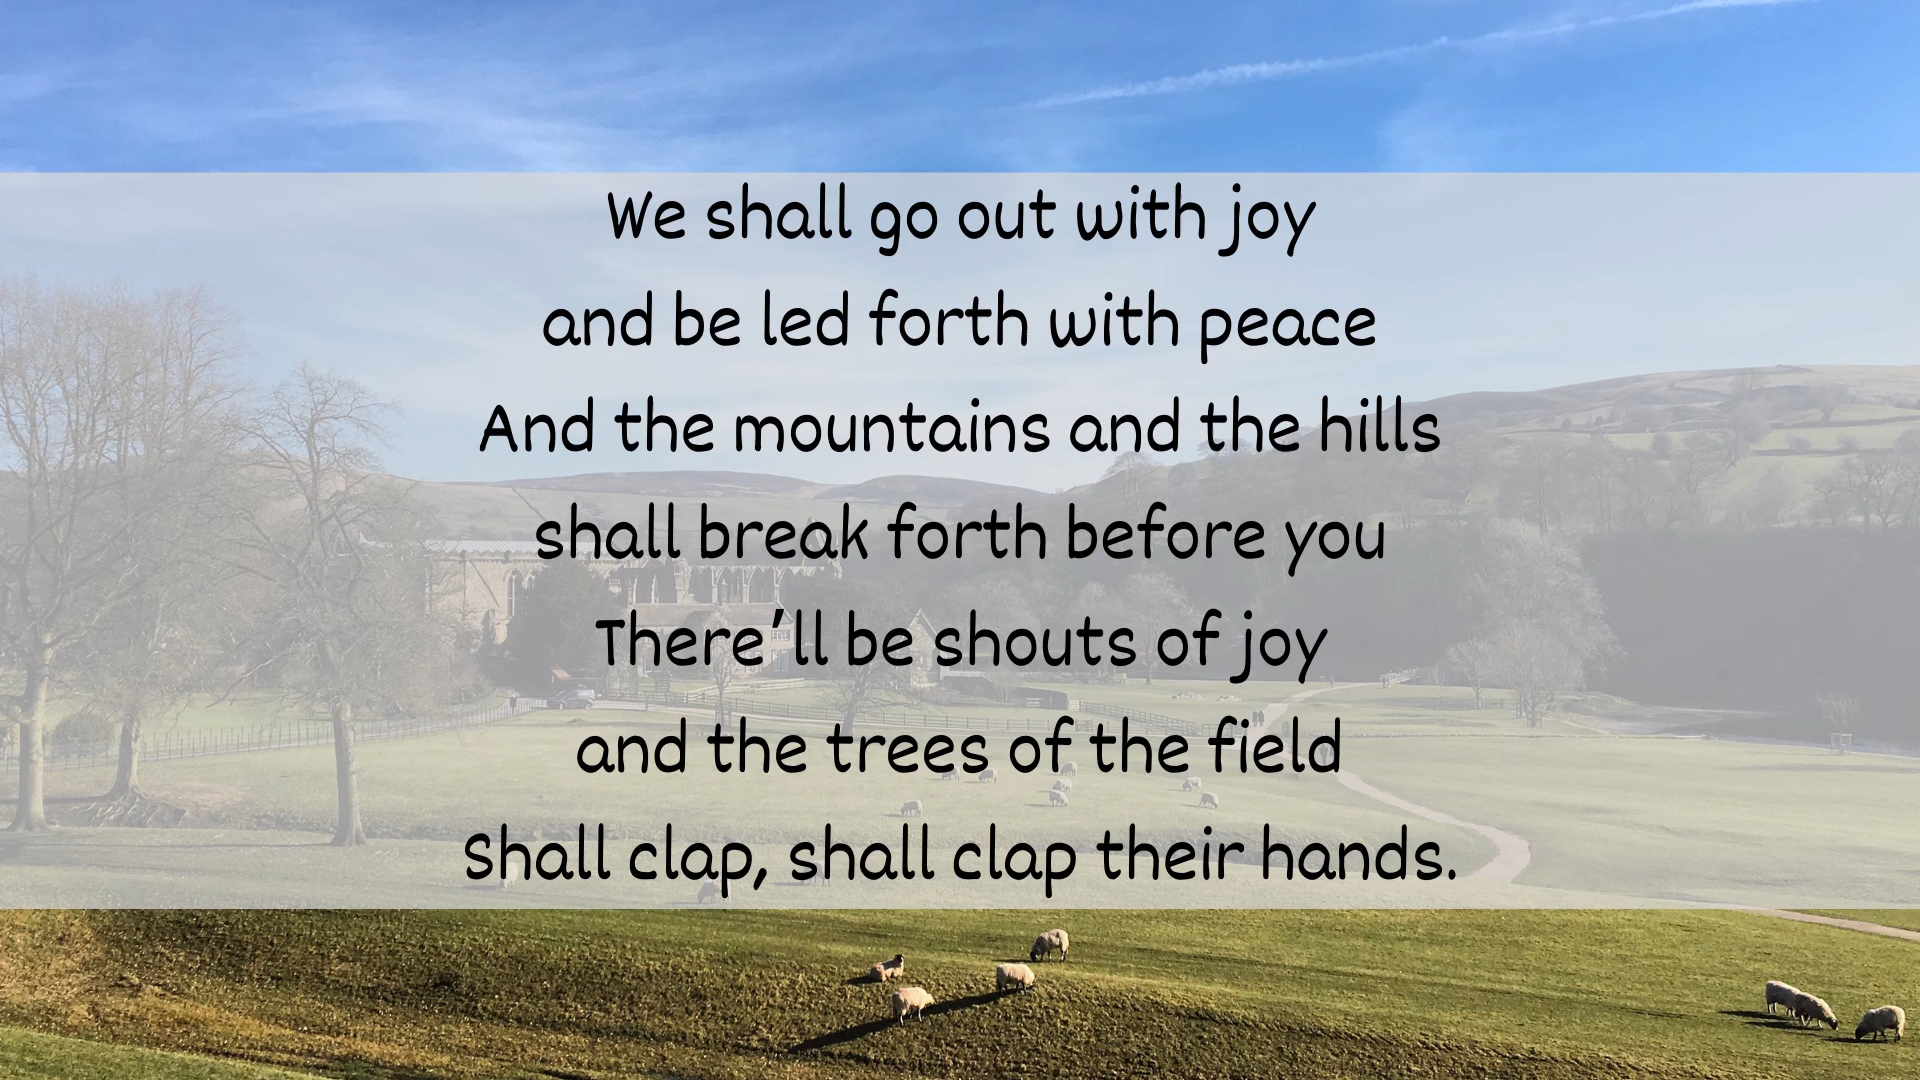 We shall go out with joy
and be led forth with peace
And the mountains and the hills
shall break forth before you
There'll be shouts of joy
and the trees of the field
Shall clap, shall clap their hands.